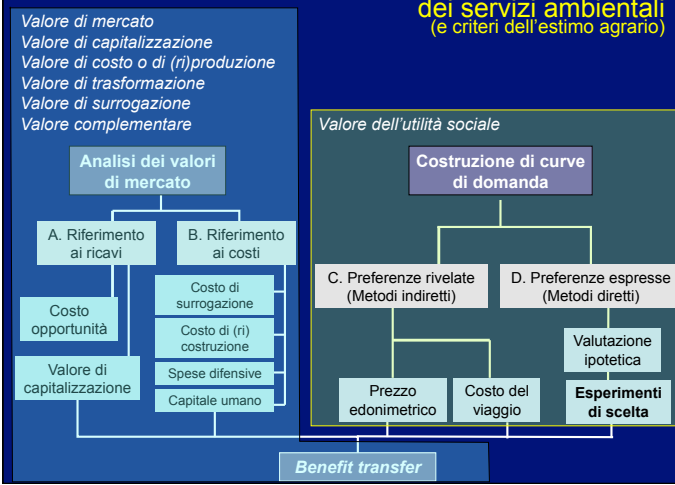 dei servizi ambientali
(e criteri dell'estimo agrario)
Valore di mercato
Valore di capitalizzazione
Valore di costo o di (ri)produzione
Valore di trasformazione
Valore di surrogazione
Valore complementare
Analisi dei valori
di mercato
A. Riferimento
ai ricavi
B. Riferimento
ai costi
Costo
opportunità
Valore di
capitalizzazione
Costo di
surrogazione
Costo di (ri)
costruzione
Spese difensive
Capitale umano
Valore dell'utilità sociale
Costruzione di curve
di domanda
C. Preferenze rivelate
(Metodi indiretti)
D. Preferenze espresse
(Metodi diretti)
Prezzo
edonimetrico
Costo del
viaggio
Valutazione
ipotetica
Esperimenti
di scelta
Benefit transfer